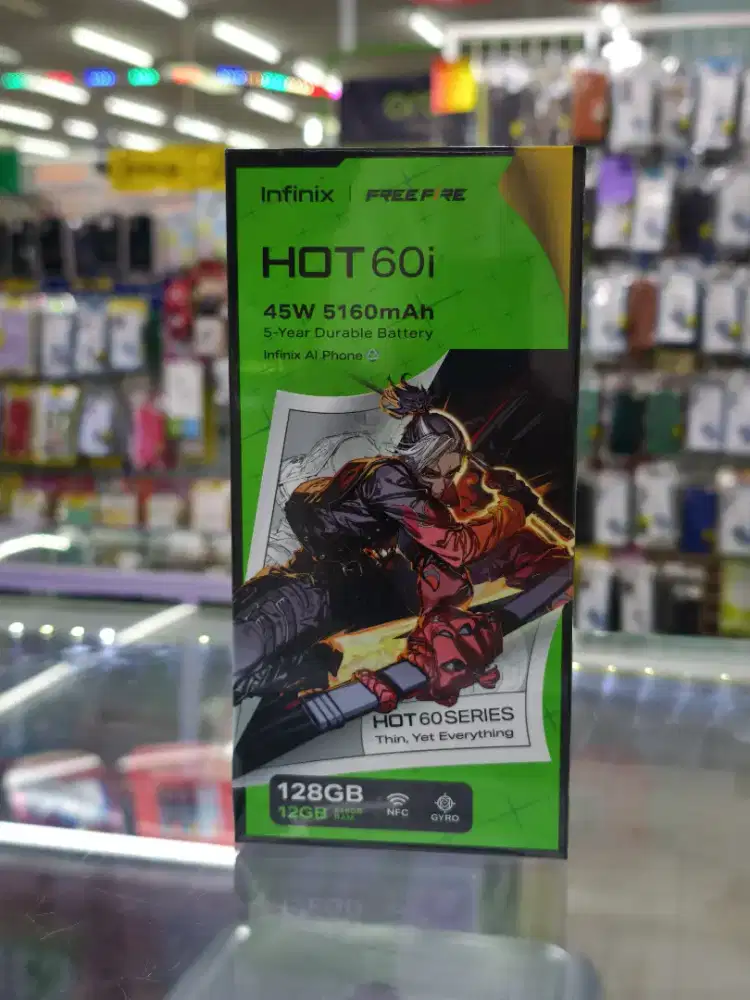 Infinix | FREE FIRE
HOT 60i
45W 5160mAh
5-Year Durable Battery
Infinix AI Phone
HOT 60 SERIES
Thin, Yet Everything
128GB
12GB RAM
NFC
GYRO